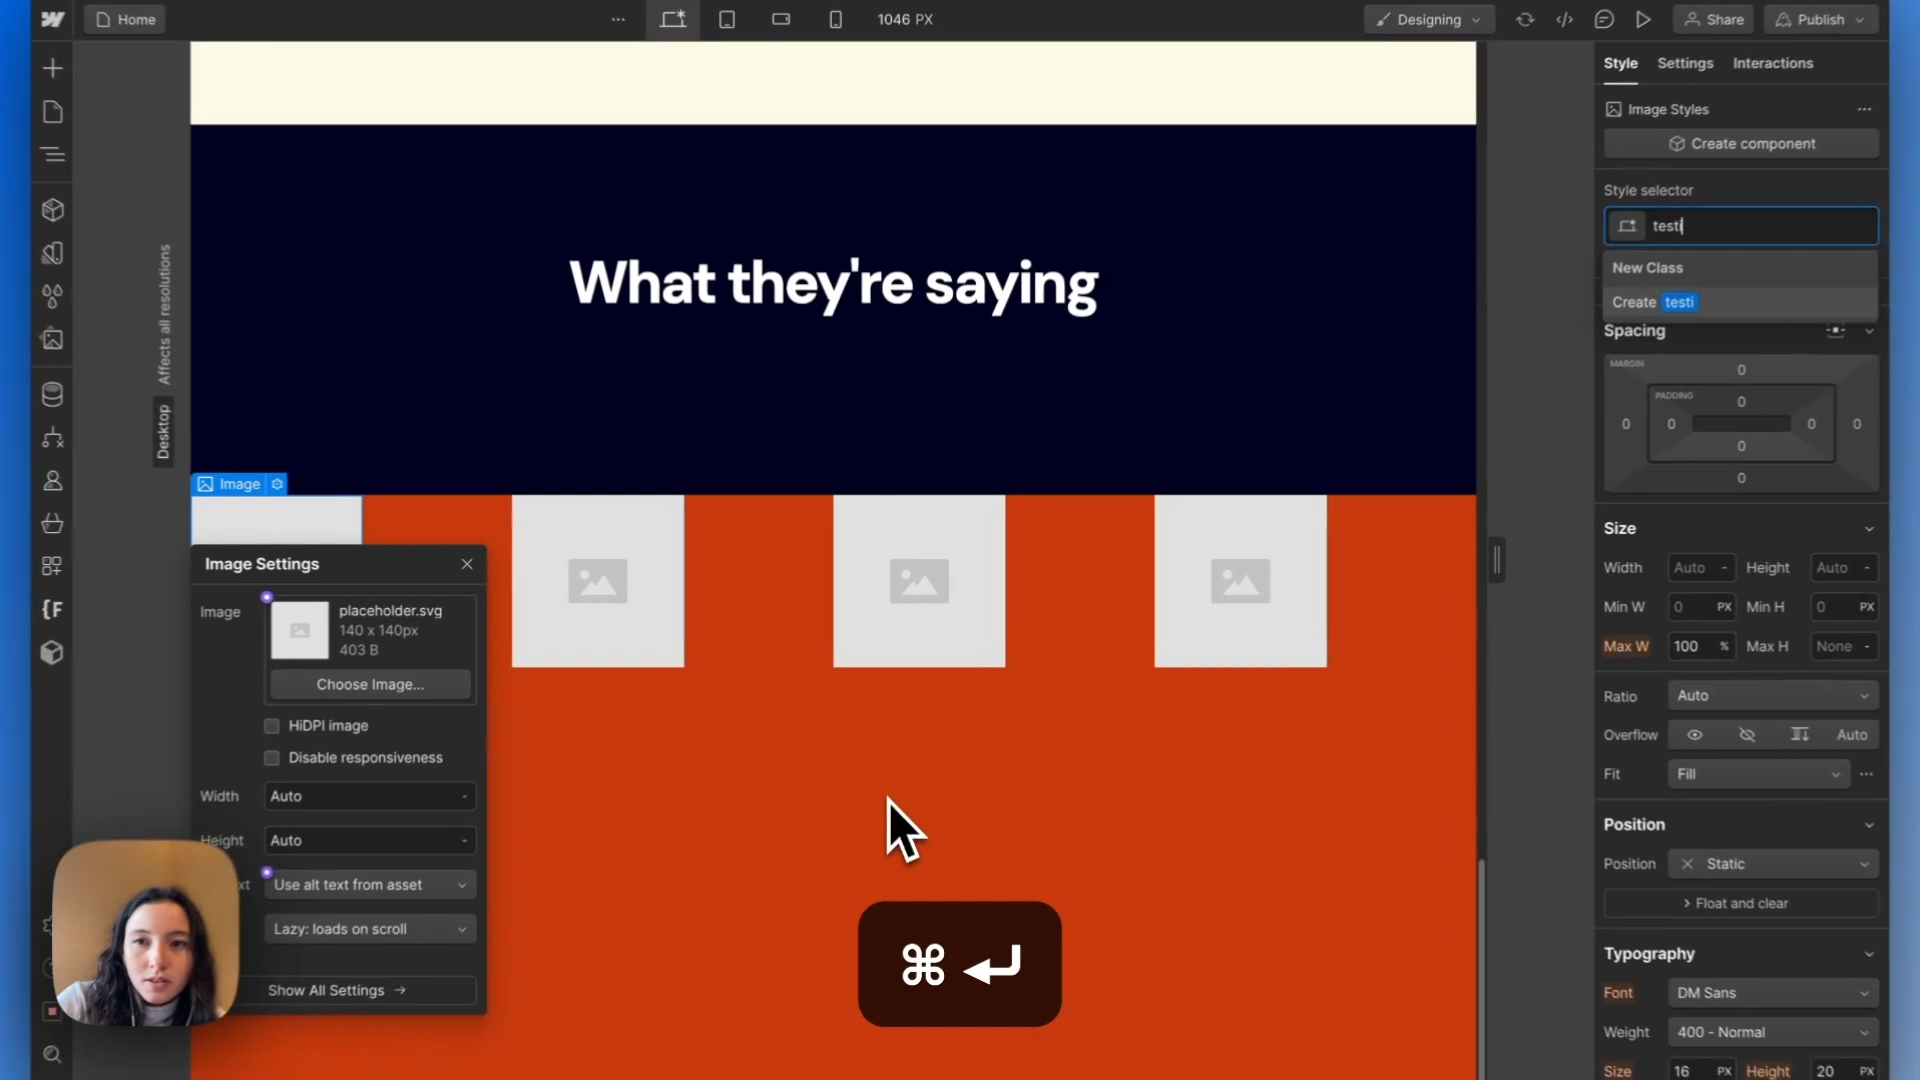 Home
1046 PX
Designing
Share
Publish
Style
Settings
Interactions
Image Styles
Create component
Style selector
testi
New Class
Create testi
Spacing
MARGIN
0
PADDING
0
0 0 0 0
0
0
Size
Width Auto - Height Auto -
Min W 0 PX Min H 0 PX
Max W 100 % Max H None -
Ratio Auto
Overflow Auto
Fit Fill
Position
Position Static
Float and clear
Typography
Font DM Sans
Weight 400 - Normal
Size 16 PX Height 20 PX
Affects all resolutions
Desktop
What they're saying
Image
Image Settings
Image
placeholder.svg
140 x 140px
403 B
Choose Image...
HiDPI image
Disable responsiveness
Width Auto -
Height Auto -
xt Use alt text from asset
Lazy: loads on scroll
Show All Settings
{F
⌘